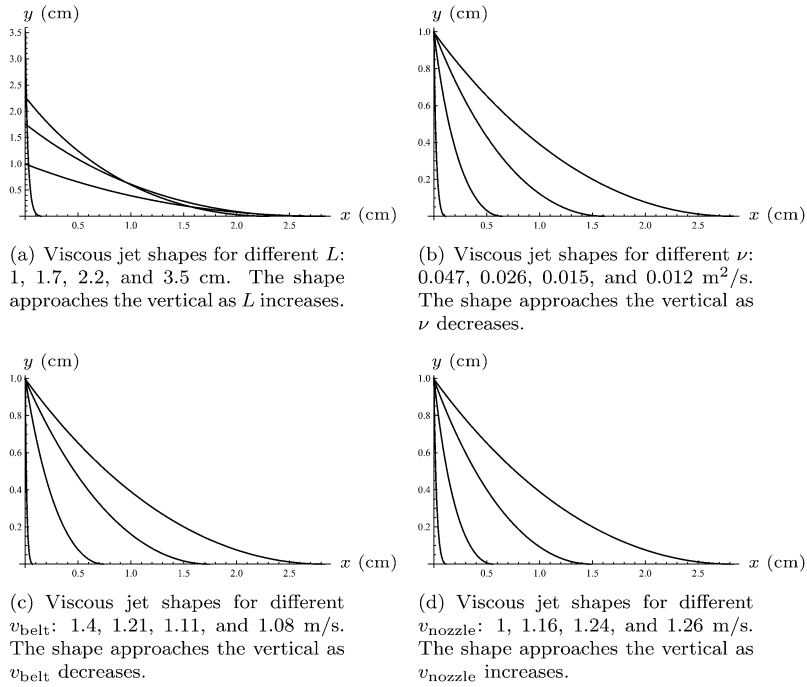 y (cm)
3.5
3.0
2.5
2.0
1.5
1.0
0.5
0.5 1.0 1.5 2.0 2.5
x (cm)
(a) Viscous jet shapes for different L:
1, 1.7, 2.2, and 3.5 cm. The shape
approaches the vertical as L increases.
y (cm)
1.0
0.8
0.6
0.4
0.2
0.5 1.0 1.5 2.0 2.5
x (cm)
(b) Viscous jet shapes for different ν:
0.047, 0.026, 0.015, and 0.012 m²/s.
The shape approaches the vertical as
ν decreases.
y (cm)
1.0
0.8
0.6
0.4
0.2
0.5 1.0 1.5 2.0 2.5
x (cm)
(c) Viscous jet shapes for different
vbelt: 1.4, 1.21, 1.11, and 1.08 m/s.
The shape approaches the vertical as
vbelt decreases.
y (cm)
1.0
0.8
0.6
0.4
0.2
0.5 1.0 1.5 2.0 2.5
x (cm)
(d) Viscous jet shapes for different
vnozzle: 1, 1.16, 1.24, and 1.26 m/s.
The shape approaches the vertical as
vnozzle increases.